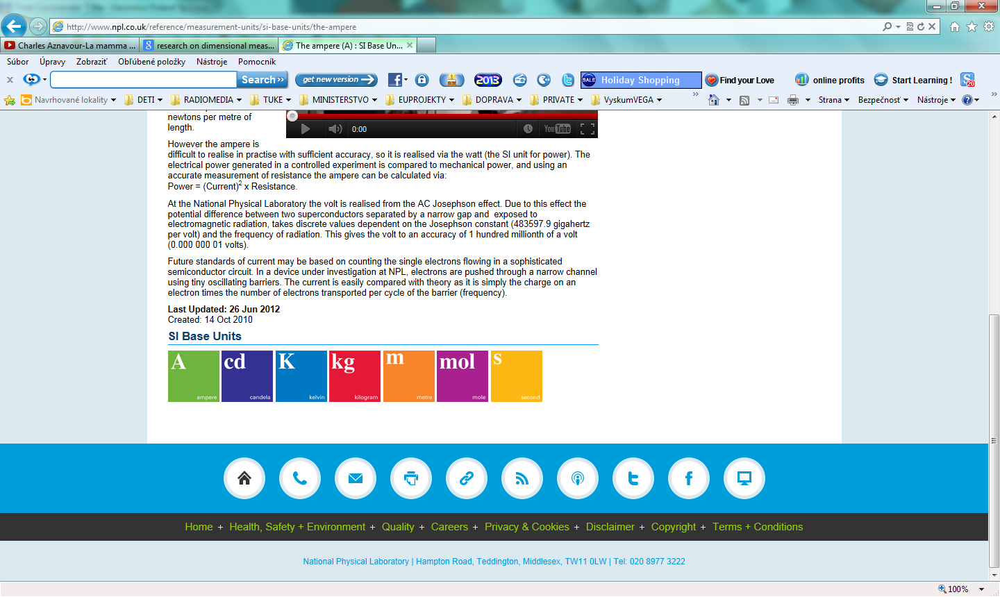 http://www.npl.co.uk/reference/measurement-units/si-base-units/the-ampere
Charles Aznavour-La mamma ...
research on dimensional meas...
The ampere (A) : SI Base Un...
Súbor Úpravy Zobraziť Obľúbené položky Nástroje Pomocník
Search >>
get new version
2013
SALE Holiday Shopping
Find your Love
online profits
Start Learning !
20
Navrhované lokality DETI RADIOMEDIA TUKE MINISTERSTVO EUPROJEKTY DOPRAVA PRIVATE VyskumVEGA
Strana Bezpečnosť Nástroje
newtons per metre of
length.
0:00
YouTube
However the ampere is
difficult to realise in practise with sufficient accuracy, so it is realised via the watt (the SI unit for power). The
electrical power generated in a controlled experiment is compared to mechanical power, and using an
accurate measurement of resistance the ampere can be calculated via:
Power = (Current)² x Resistance.
At the National Physical Laboratory the volt is realised from the AC Josephson effect. Due to this effect the
potential difference between two superconductors separated by a narrow gap and exposed to
electromagnetic radiation, takes discrete values dependent on the Josephson constant (483597.9 gigahertz
per volt) and the frequency of radiation. This gives the volt to an accuracy of 1 hundred millionth of a volt
(0.000 000 01 volts).
Future standards of current may be based on counting the single electrons flowing in a sophisticated
semiconductor circuit. In a device under investigation at NPL, electrons are pushed through a narrow channel
using tiny oscillating barriers. The current is easily compared with theory as it is simply the charge on an
electron times the number of electrons transported per cycle of the barrier (frequency).
Last Updated: 26 Jun 2012
Created: 14 Oct 2010
SI Base Units
A cd K kg m mol s
ampere candela kelvin kilogram metre mole second
Home + Health, Safety + Environment + Quality + Careers + Privacy & Cookies + Disclaimer + Copyright + Terms + Conditions
National Physical Laboratory | Hampton Road, Teddington, Middlesex, TW11 0LW | Tel: 020 8977 3222
100%